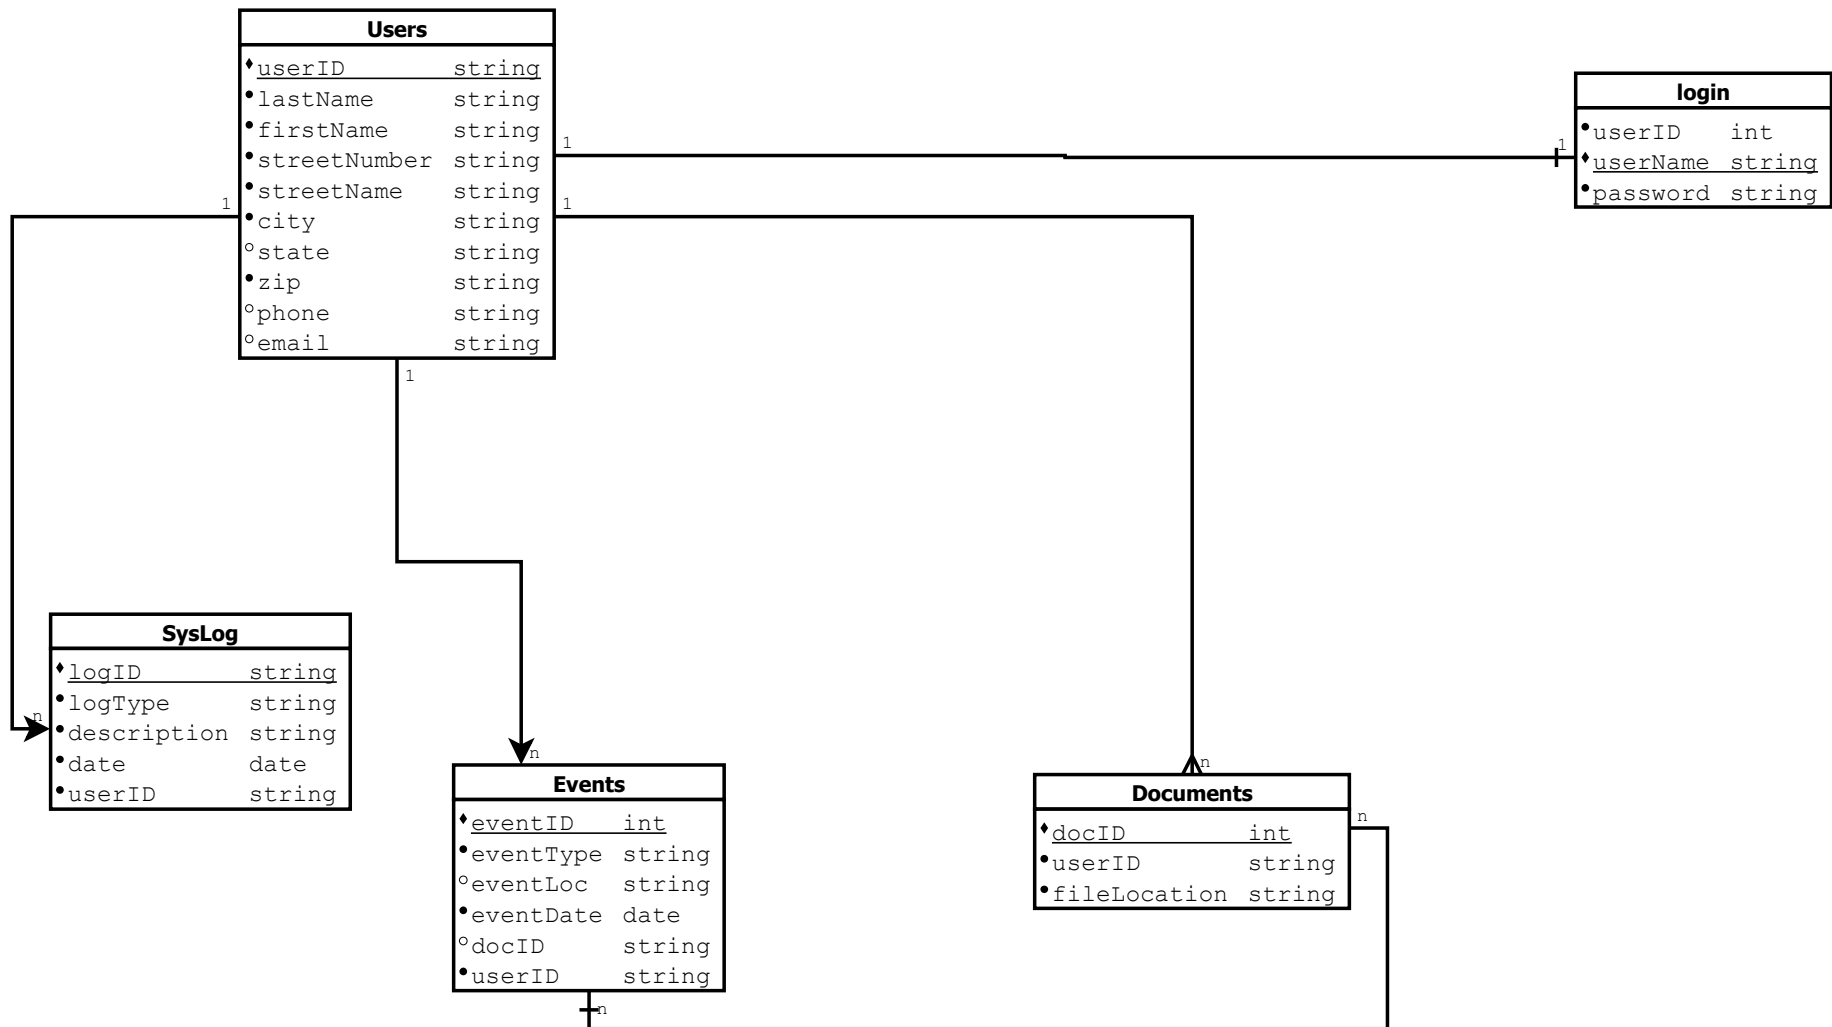 Users
userID string
lastName string
firstName string
streetNumber string
streetName string
city string
state string
zip string
phone string
email string
1
1
1
1
login
userID int
userName string
password string
1
SysLog
logID string
logType string
description string
date date
userID string
n
Events
eventID int
eventType string
eventLoc string
eventDate date
docID string
userID string
n
n
Documents
docID int
userID string
fileLocation string
n
n